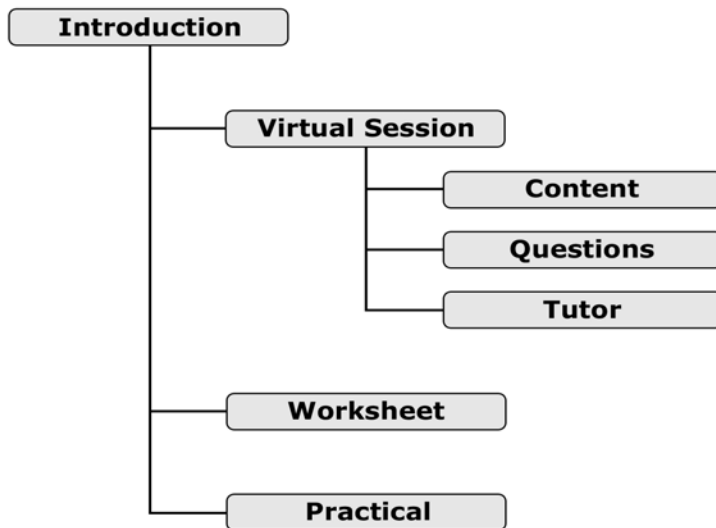 Introduction
Virtual Session
Content
Questions
Tutor
Worksheet
Practical